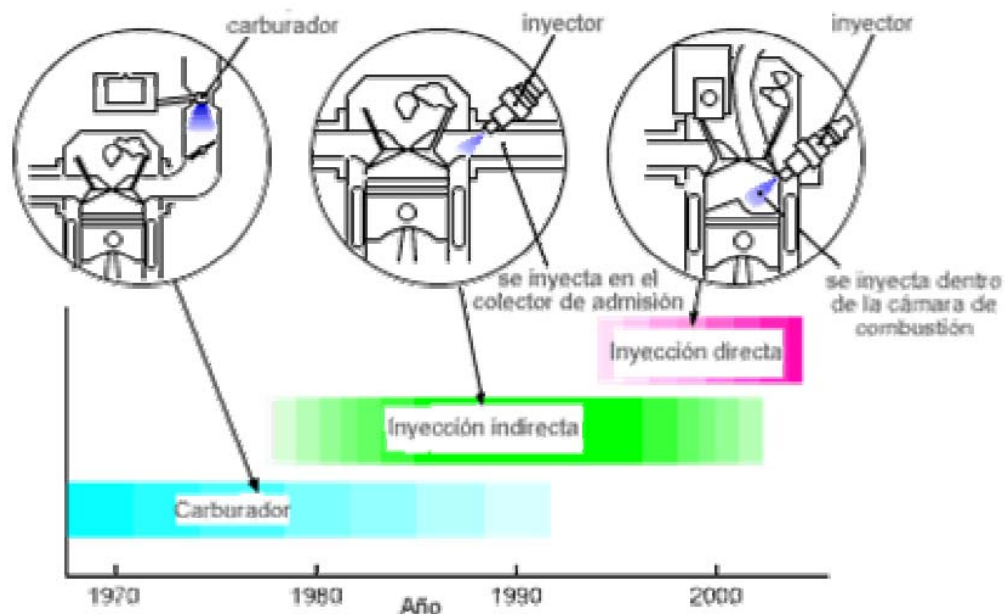 carburador
inyector
inyector
se inyecta en el
colector de admisión
se inyecta dentro
de la cámara de
combustión
Inyección directa
Inyección indirecta
Carburador
1970
1980
1990
2000
Año